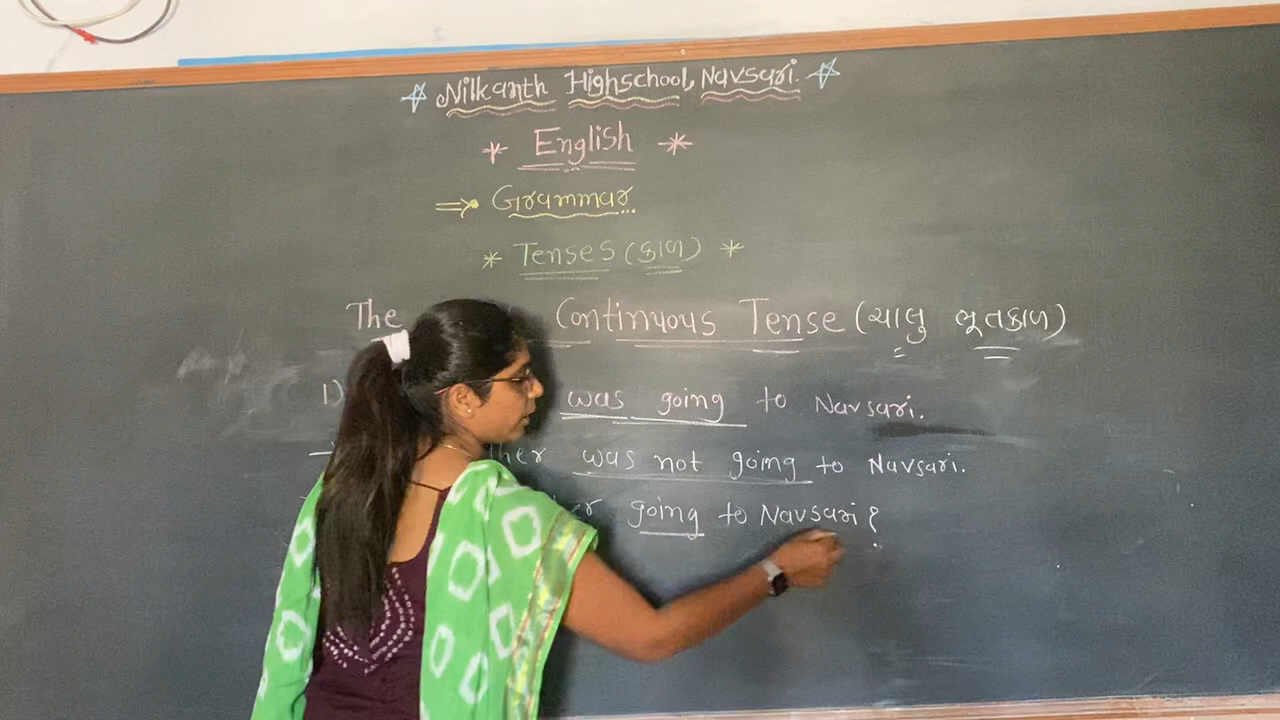 Nilkanth Highschool, Navsari.
* English *
⇒ Grammar
* Tenses (કાળ) *
The Continuous Tense (ચાલુ ભૂતકાળ)
1) was going to Navsari.
was not going to Navsari.
going to Navsari?